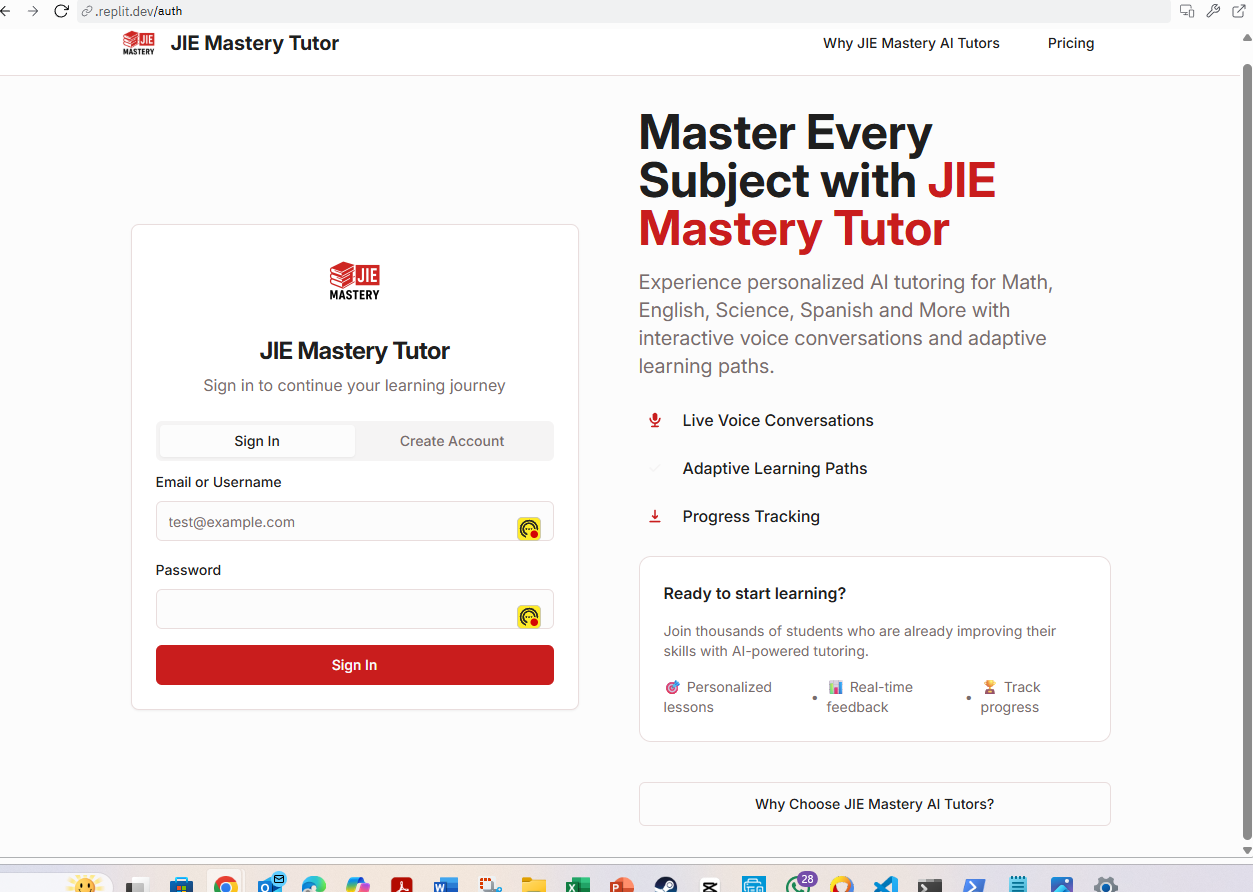 .replit.dev/auth
JIE
MASTERY
JIE Mastery Tutor
Why JIE Mastery AI Tutors
Pricing
JIE
MASTERY
JIE Mastery Tutor
Sign in to continue your learning journey
Sign In
Create Account
Email or Username
test@example.com
Password
Sign In
Master Every
Subject with JIE
Mastery Tutor
Experience personalized AI tutoring for Math,
English, Science, Spanish and More with
interactive voice conversations and adaptive
learning paths.
Live Voice Conversations
Adaptive Learning Paths
Progress Tracking
Ready to start learning?
Join thousands of students who are already improving their
skills with AI-powered tutoring.
🎯 Personalized
lessons
• 📊 Real-time
feedback
• 🏆 Track
progress
Why Choose JIE Mastery AI Tutors?
28